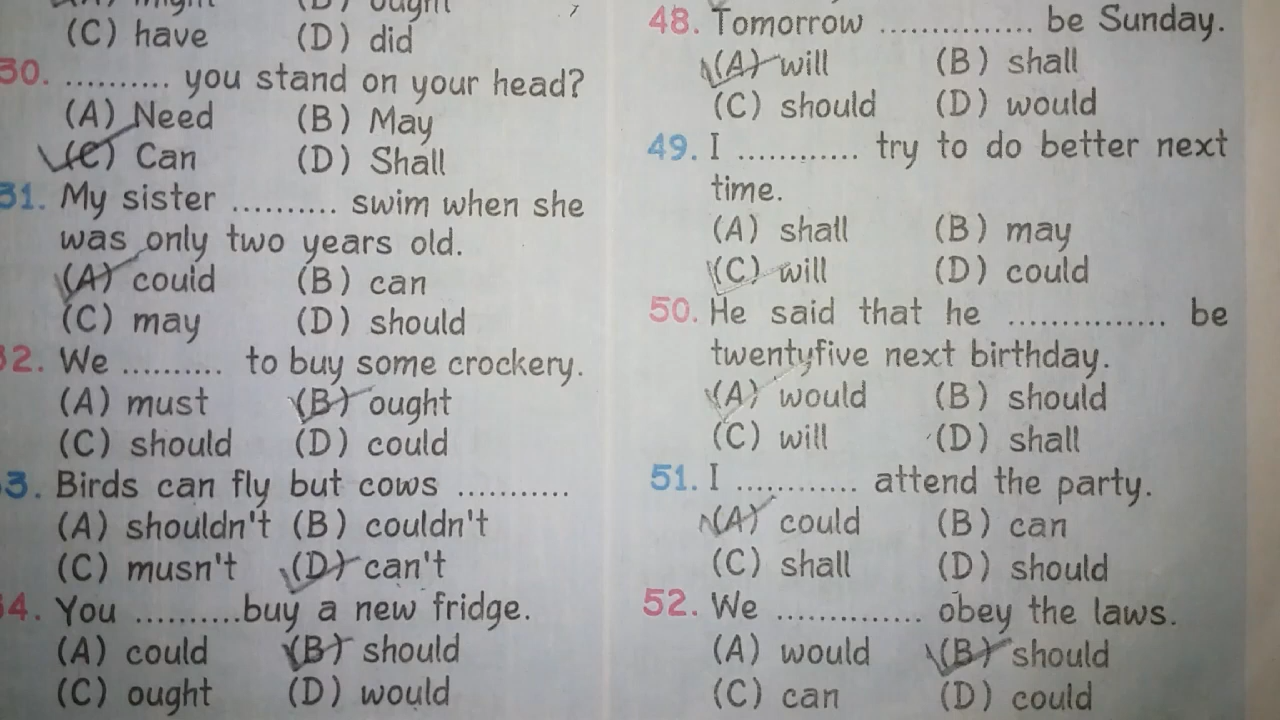 (A) might (D) ought
(C) have (D) did
30. .......... you stand on your head?
(A) Need (B) May
(C) Can (D) Shall
31. My sister .......... swim when she
was only two years old.
(A) couid (B) can
(C) may (D) should
32. We .......... to buy some crockery.
(A) must (B) ought
(C) should (D) could
3. Birds can fly but cows ...........
(A) shouldn't (B) couldn't
(C) musn't (D) can't
34. You ..........buy a new fridge.
(A) could (B) should
(C) ought (D) would
48. Tomorrow ............... be Sunday.
(A) will (B) shall
(C) should (D) would
49. I ............ try to do better next
time.
(A) shall (B) may
(C) will (D) could
50. He said that he ............... be
twentyfive next birthday.
(A) would (B) should
(C) will (D) shall
51. I ............ attend the party.
(A) could (B) can
(C) shall (D) should
52. We .............. obey the laws.
(A) would (B) should
(C) can (D) could